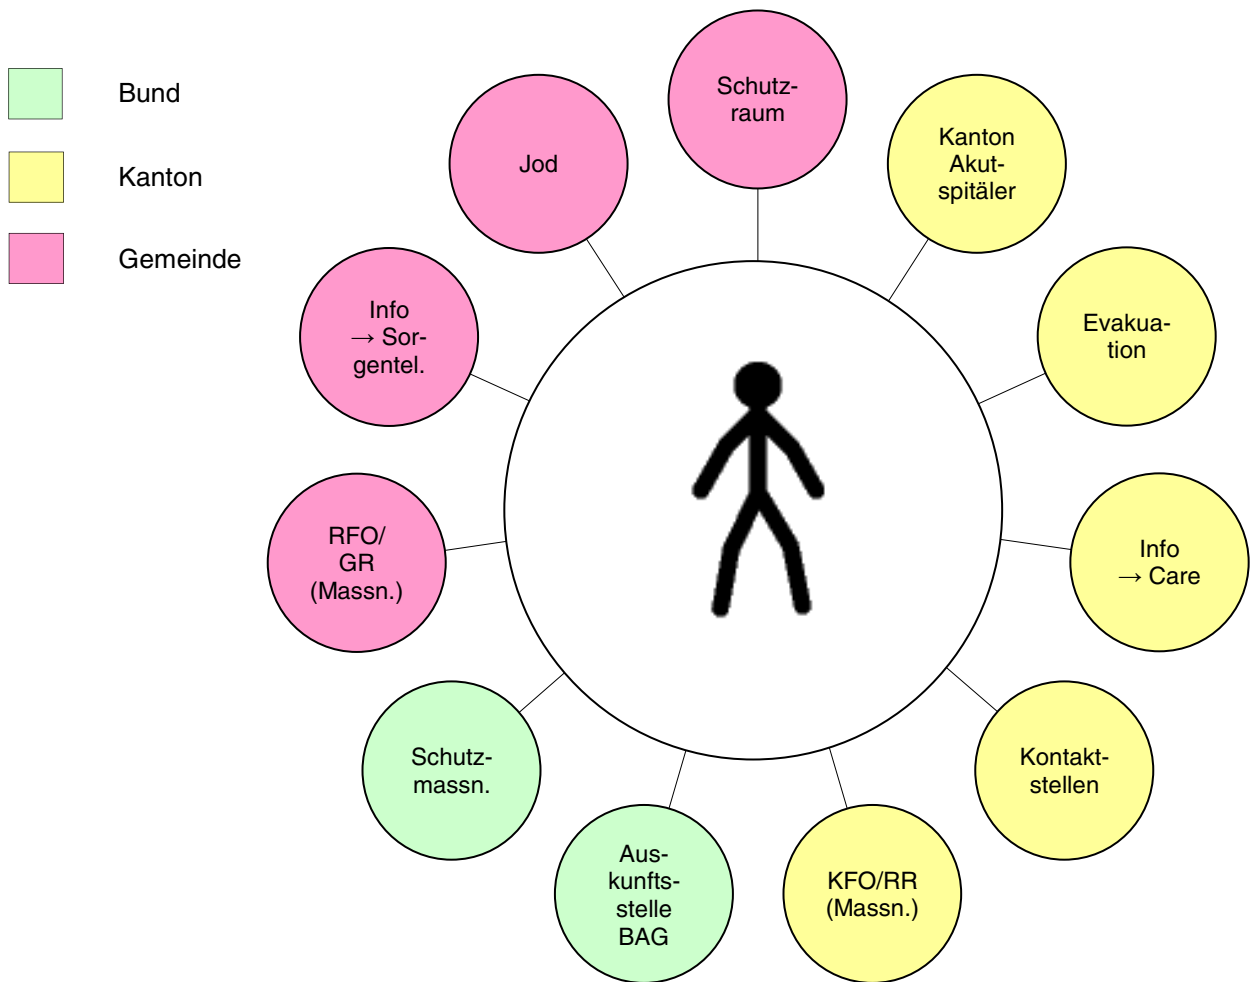 Bund
Kanton
Gemeinde
Schutz-
raum
Jod
Kanton
Akut-
spitäler
Info
→ Sor-
gentel.
Evakua-
tion
RFO/
GR
(Massn.)
Info
→ Care
Schutz-
massn.
Kontakt-
stellen
Aus-
kunfts-
stelle
BAG
KFO/RR
(Massn.)